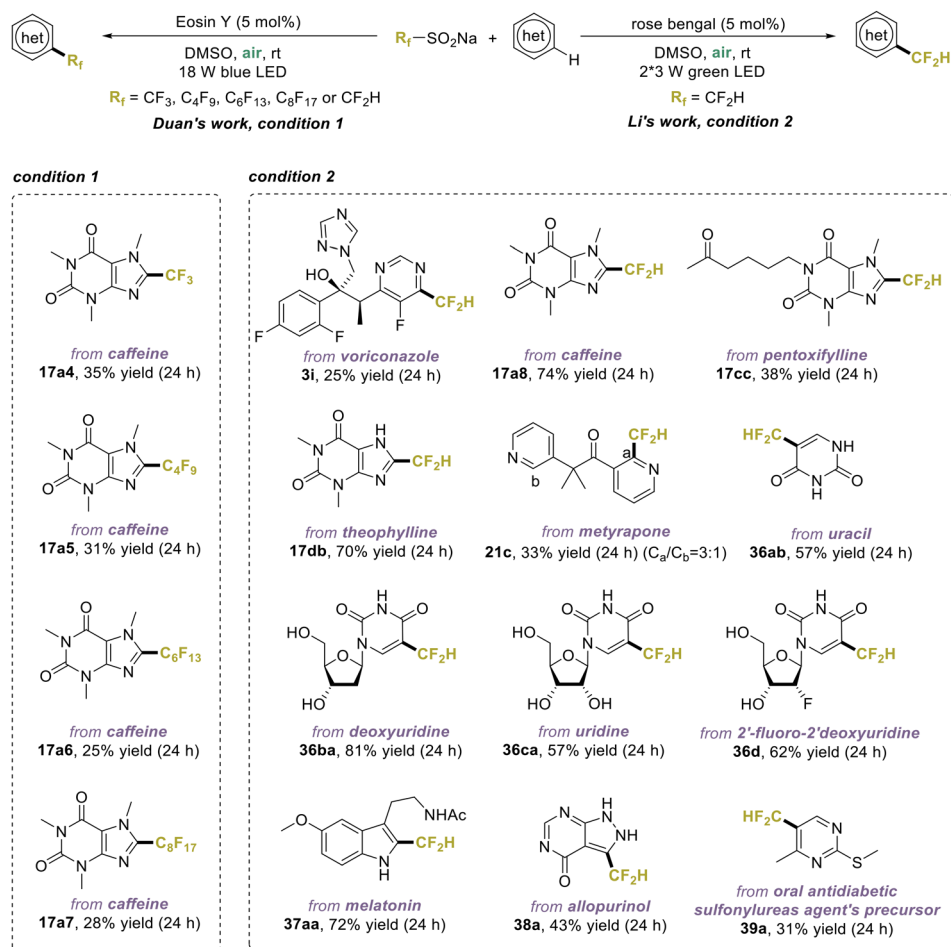 het
Rf
Eosin Y (5 mol%)
DMSO, air, rt
18 W blue LED
Rf = CF3, C4F9, C6F13, C8F17 or CF2H
Duan's work, condition 1
Rf–SO2Na + het H
rose bengal (5 mol%)
DMSO, air, rt
2*3 W green LED
Rf = CF2H
Li's work, condition 2
het
CF2H
condition 1
O N N O N N CF3
from caffeine
17a4, 35% yield (24 h)
O N N O N N C4F9
from caffeine
17a5, 31% yield (24 h)
O N N O N N C6F13
from caffeine
17a6, 25% yield (24 h)
O N N O N N C8F17
from caffeine
17a7, 28% yield (24 h)
condition 2
N N N HO N N F F F CF2H
from voriconazole
3i, 25% yield (24 h)
O N N O N N CF2H
from caffeine
17a8, 74% yield (24 h)
O O N N O N N CF2H
from pentoxifylline
17cc, 38% yield (24 h)
O H N N O N N CF2H
from theophylline
17db, 70% yield (24 h)
N b O CF2H a N
from metyrapone
21c, 33% yield (24 h) (Ca/Cb=3:1)
HF2C NH O N H O
from uracil
36ab, 57% yield (24 h)
H N O O HO N O CF2H HO
from deoxyuridine
36ba, 81% yield (24 h)
H N O O HO N O CF2H HO OH
from uridine
36ca, 57% yield (24 h)
H N O O HO N O CF2H HO F
from 2'-fluoro-2'deoxyuridine
36d, 62% yield (24 h)
O NHAc N H CF2H
from melatonin
37aa, 72% yield (24 h)
N H N N NH O CF2H
from allopurinol
38a, 43% yield (24 h)
HF2C N N S
from oral antidiabetic
sulfonylureas agent's precursor
39a, 31% yield (24 h)